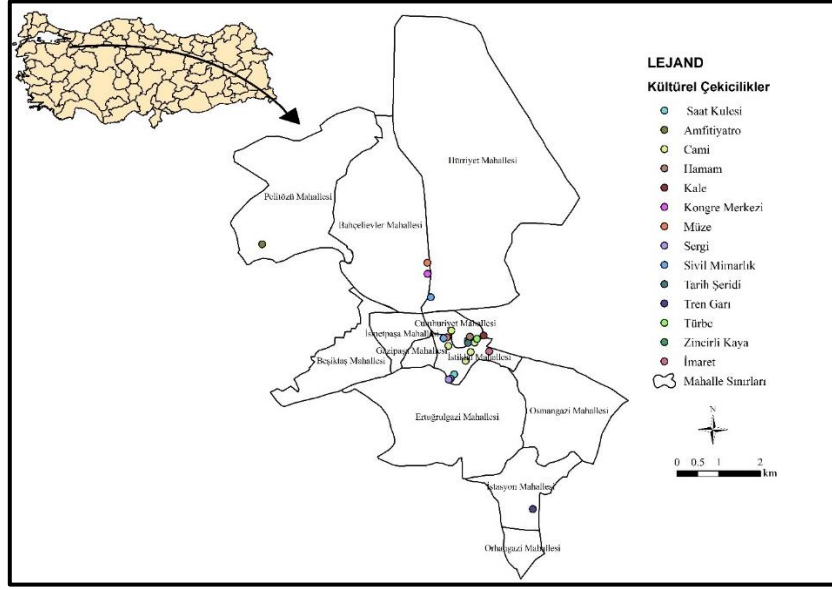 LEJAND
Kültürel Çekicilikler
Saat Kulesi
Amfitiyatro
Cami
Hamam
Kale
Kongre Merkezi
Müze
Sergi
Sivil Mimarlık
Tarih Şeridi
Tren Garı
Türbe
Zincirli Kaya
İmaret
Mahalle Sınırları
N
0 0.5 1 2
km
Hürriyet Mahallesi
Pelitözü Mahallesi
Bahçelievler Mahallesi
Cumhuriyet Mahallesi
İsmetpaşa Mahallesi
Gazipaşa Mahallesi
İstiklal Mahallesi
Beşiktaş Mahallesi
Ertuğrulgazi Mahallesi
Osmangazi Mahallesi
İstasyon Mahallesi
Orhangazi Mahallesi